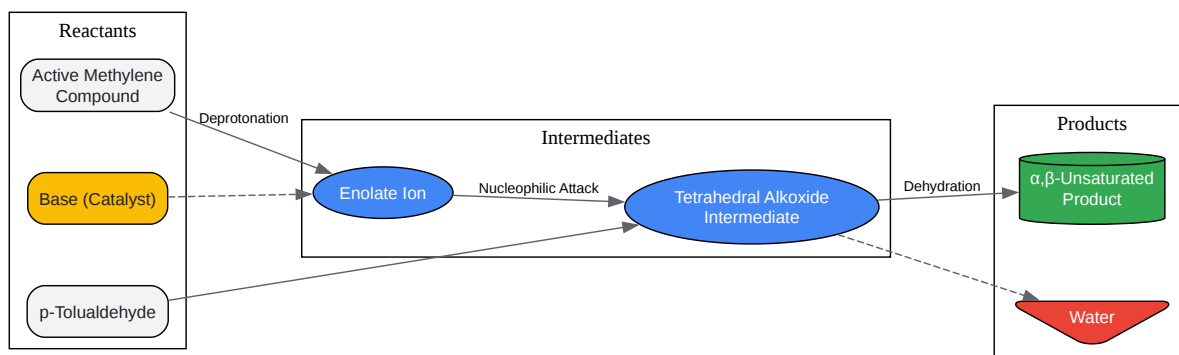 Reactants
Active Methylene
Compound
Deprotonation
Base (Catalyst)
p-Tolualdehyde
Intermediates
Enolate Ion
Nucleophilic Attack
Tetrahedral Alkoxide
Intermediate
Dehydration
Products
α,β-Unsaturated
Product
Water